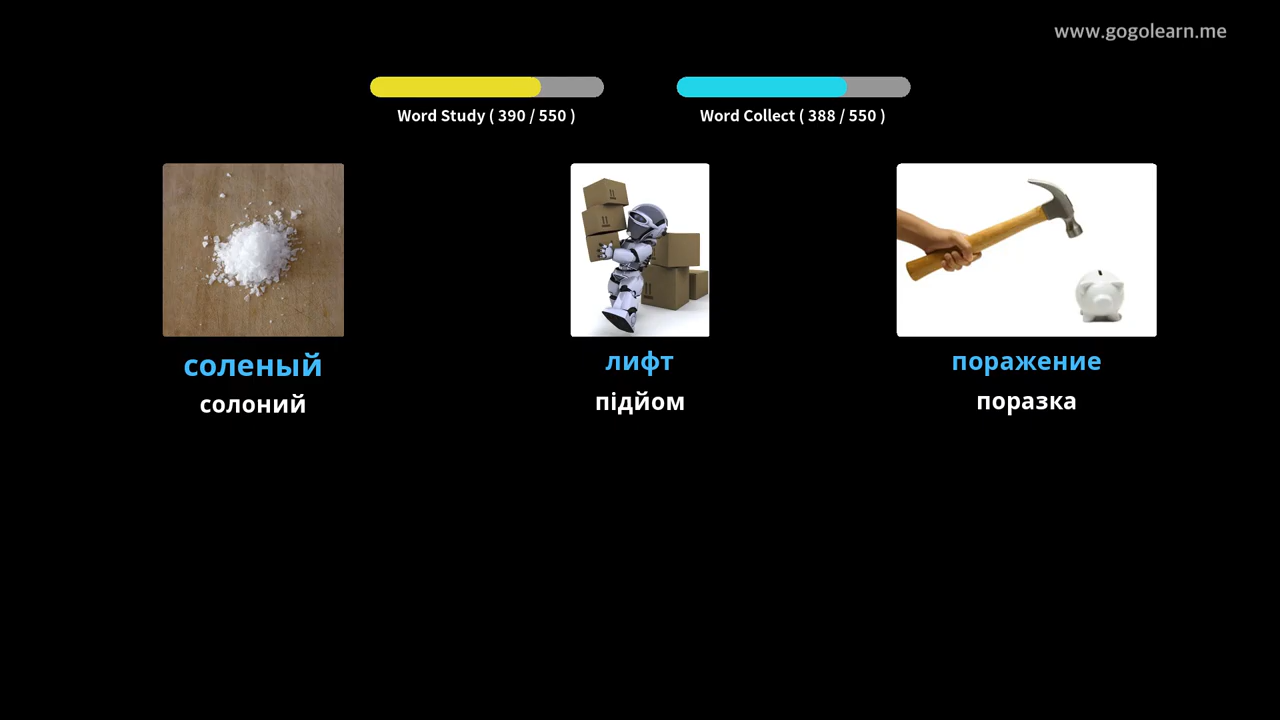 www.gogolearn.me
Word Study ( 390 / 550 )
Word Collect ( 388 / 550 )
соленый
солоний
лифт
підйом
поражение
поразка